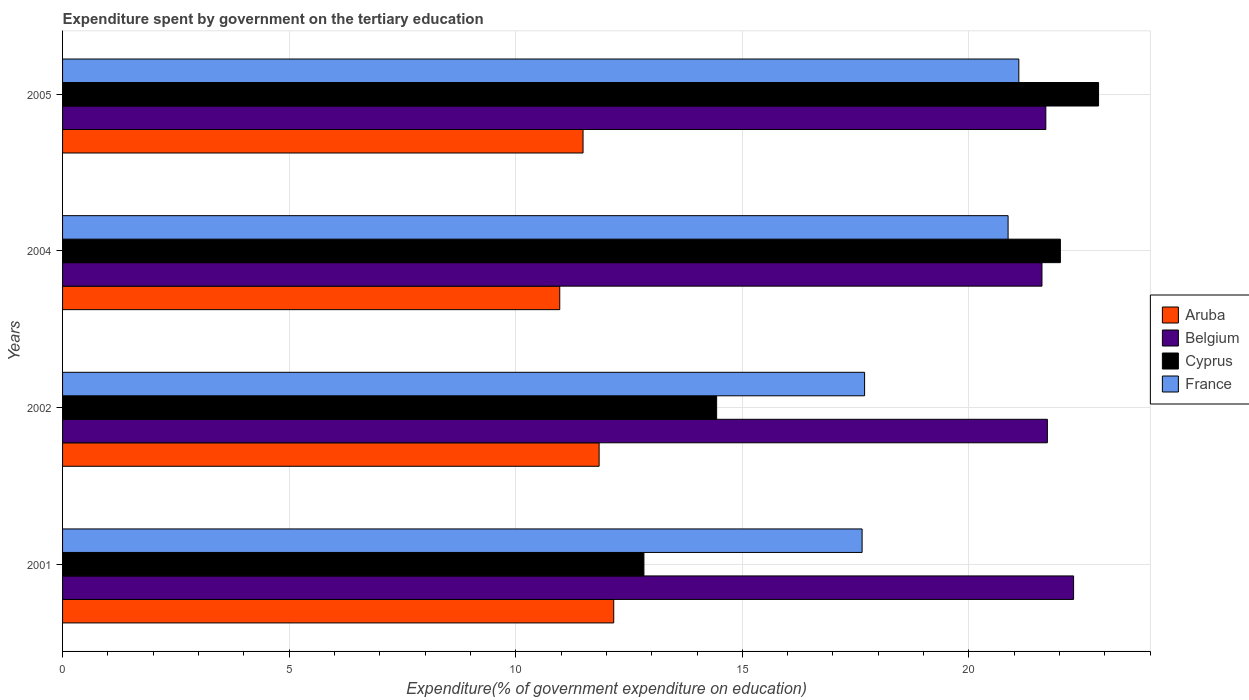 Expenditure spent by government on the tertiary education
2005
2004
2002
2001
Years
0
5
10
15
20
Expenditure(% of government expenditure on education)
Aruba
Belgium
Cyprus
France